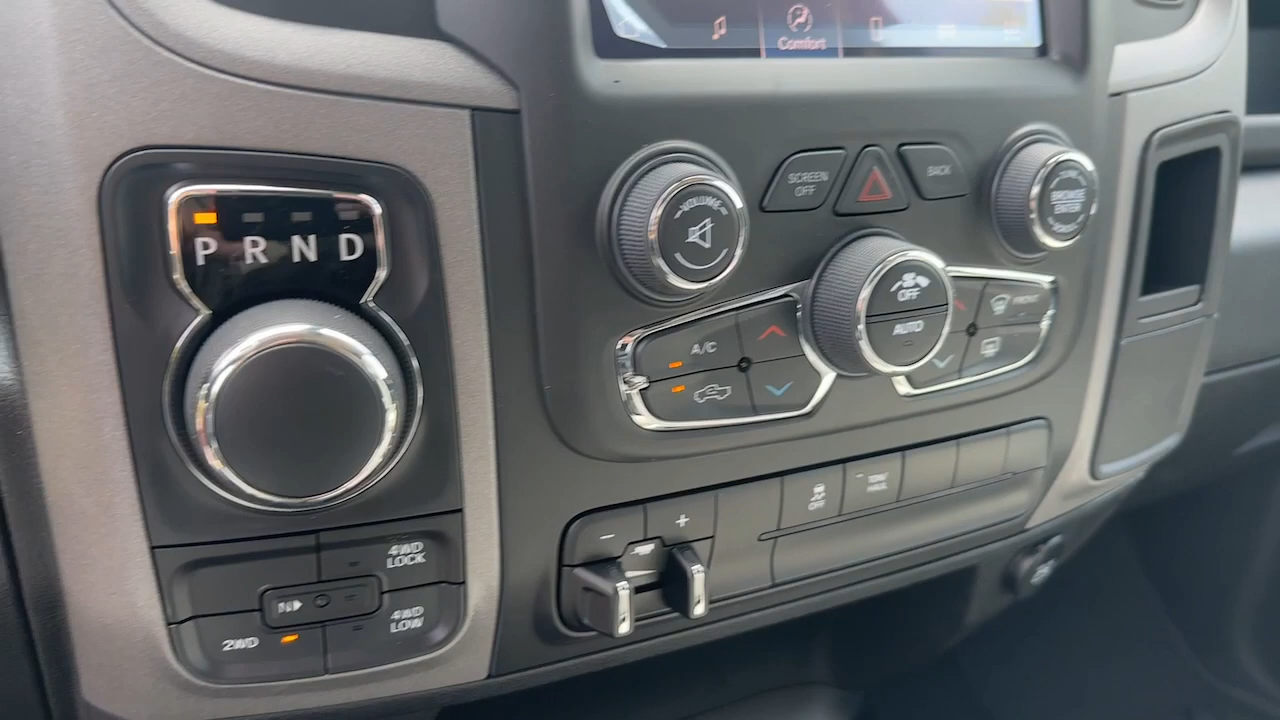 Comfort
SCREEN
OFF
BACK
VOLUME
BROWSE
ENTER
P R N D
OFF
AUTO
FRONT
A/C
+
−
OFF
TOW
HAUL
4WD
LOCK
N
2WD
4WD
LOW